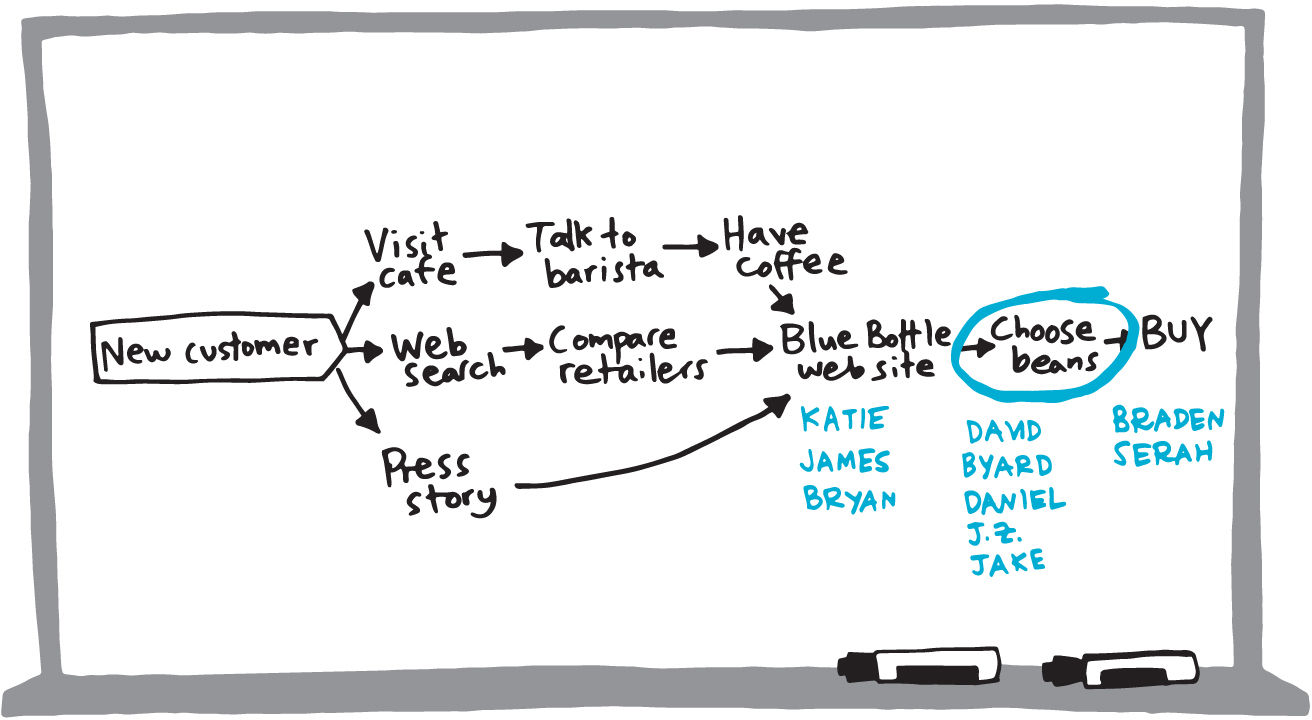 Visit
cafe
Talk to
barista
Have
coffee
New customer
Web
search
Compare
retailers
Blue Bottle
web site
Choose
beans
BUY
Press
story
KATIE
JAMES
BRYAN
DAVID
BYARD
DANIEL
J.Z.
JAKE
BRADEN
SERAH